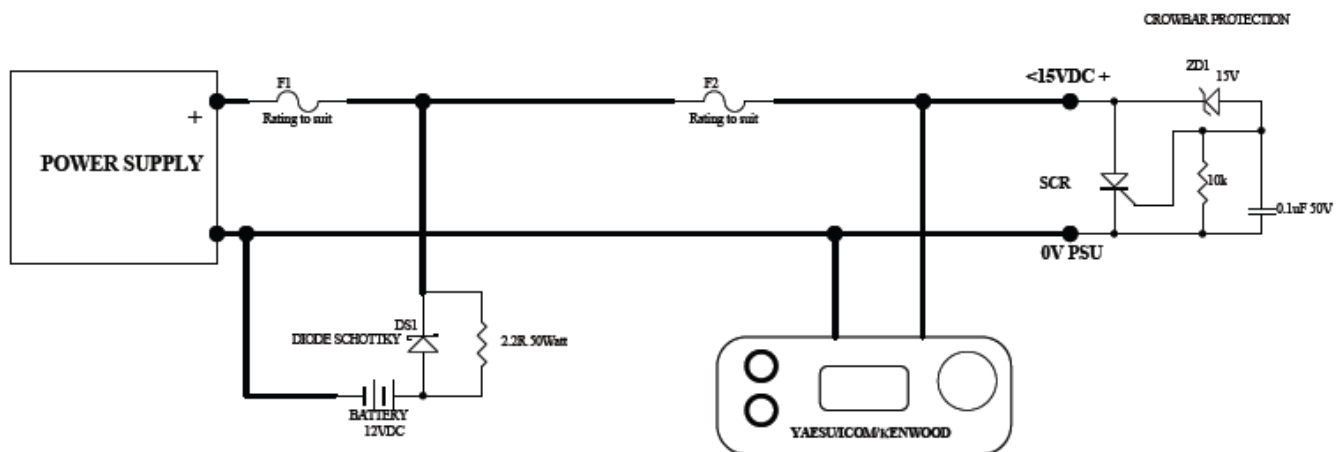 CROWBAR PROTECTION
F1
Rating to suit
F2
Rating to suit
<15VDC +
ZD1
15V
+
POWER SUPPLY
SCR
10k
0.1uF 50V
0V PSU
DS1
DIODE SCHOTTKY
2.2R 50Watt
BATTERY
12VDC
YAESU/ICOM/KENWOOD